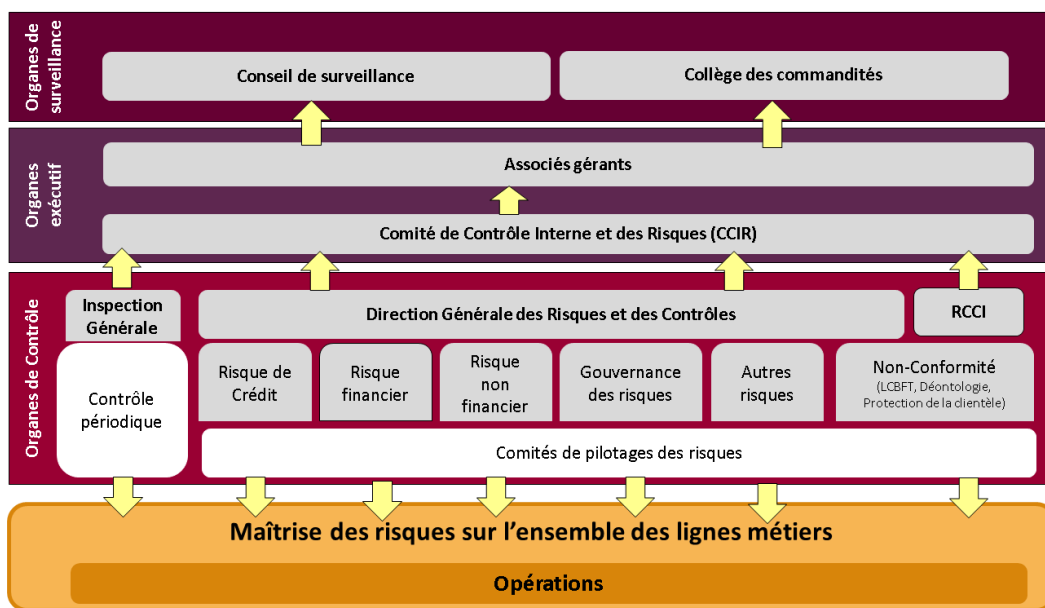 Organes de
surveillance
Conseil de surveillance
Collège des commandités
Organes
exécutif
Associés gérants
Comité de Contrôle Interne et des Risques (CCIR)
Organes de Contrôle
Inspection
Générale
Direction Générale des Risques et des Contrôles
RCCI
Contrôle
périodique
Risque de
Crédit
Risque
financier
Risque
non
financier
Gouvernance
des risques
Autres
risques
Non-Conformité
(LCBFT, Déontologie,
Protection de la clientèle)
Comités de pilotages des risques
Maîtrise des risques sur l’ensemble des lignes métiers
Opérations